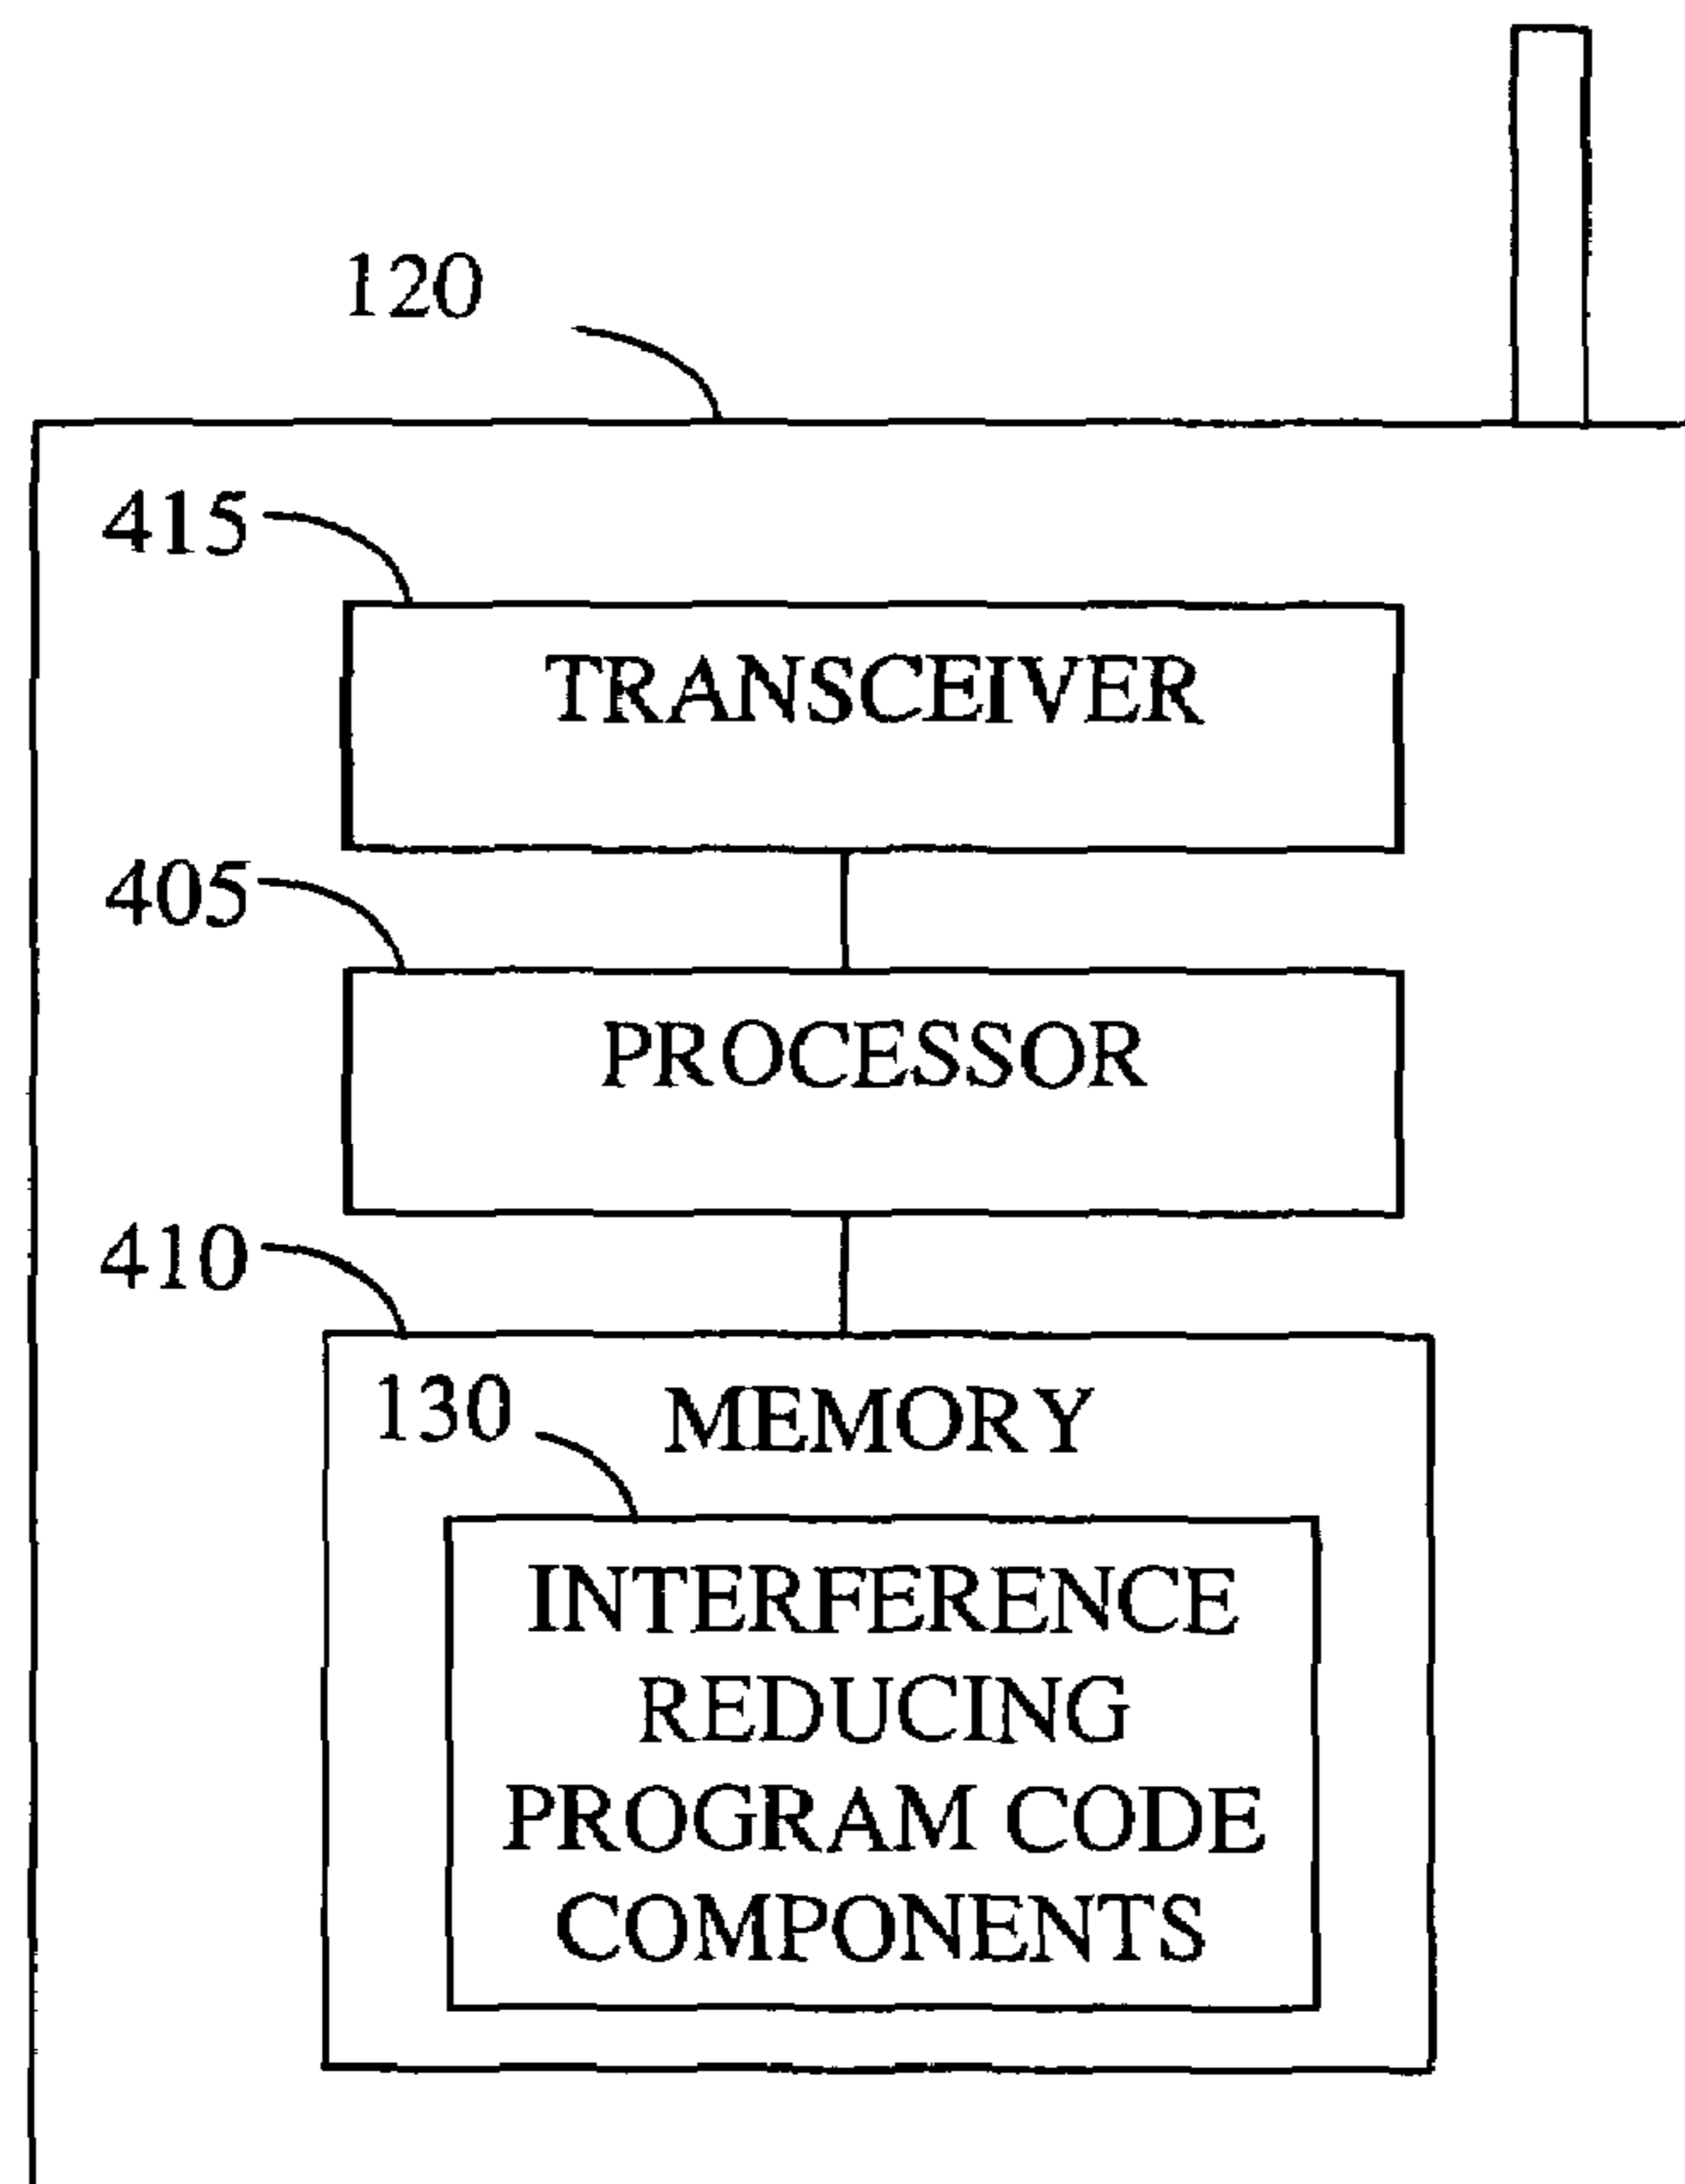 120
415
TRANSCEIVER
405
PROCESSOR
410
130
MEMORY
INTERFERENCE
REDUCING
PROGRAM CODE
COMPONENTS